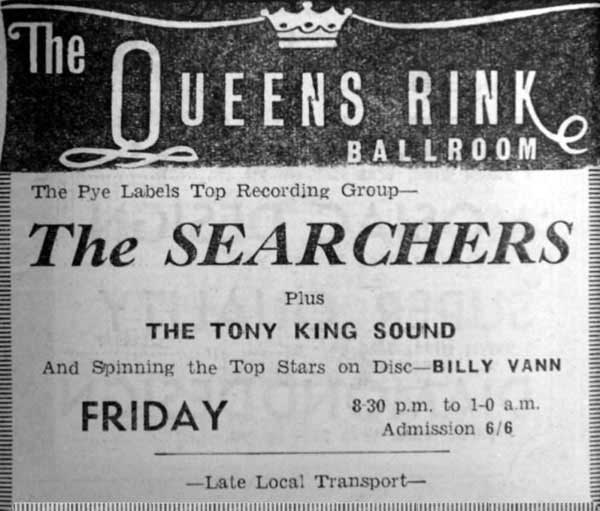 The
QUEENS RINK
BALLROOM
The Pye Labels Top Recording Group—
The SEARCHERS
Plus
THE TONY KING SOUND
And Spinning the Top Stars on Disc—BILLY VANN
FRIDAY
8-30 p.m. to 1-0 a.m.
Admission 6/6
—Late Local Transport—